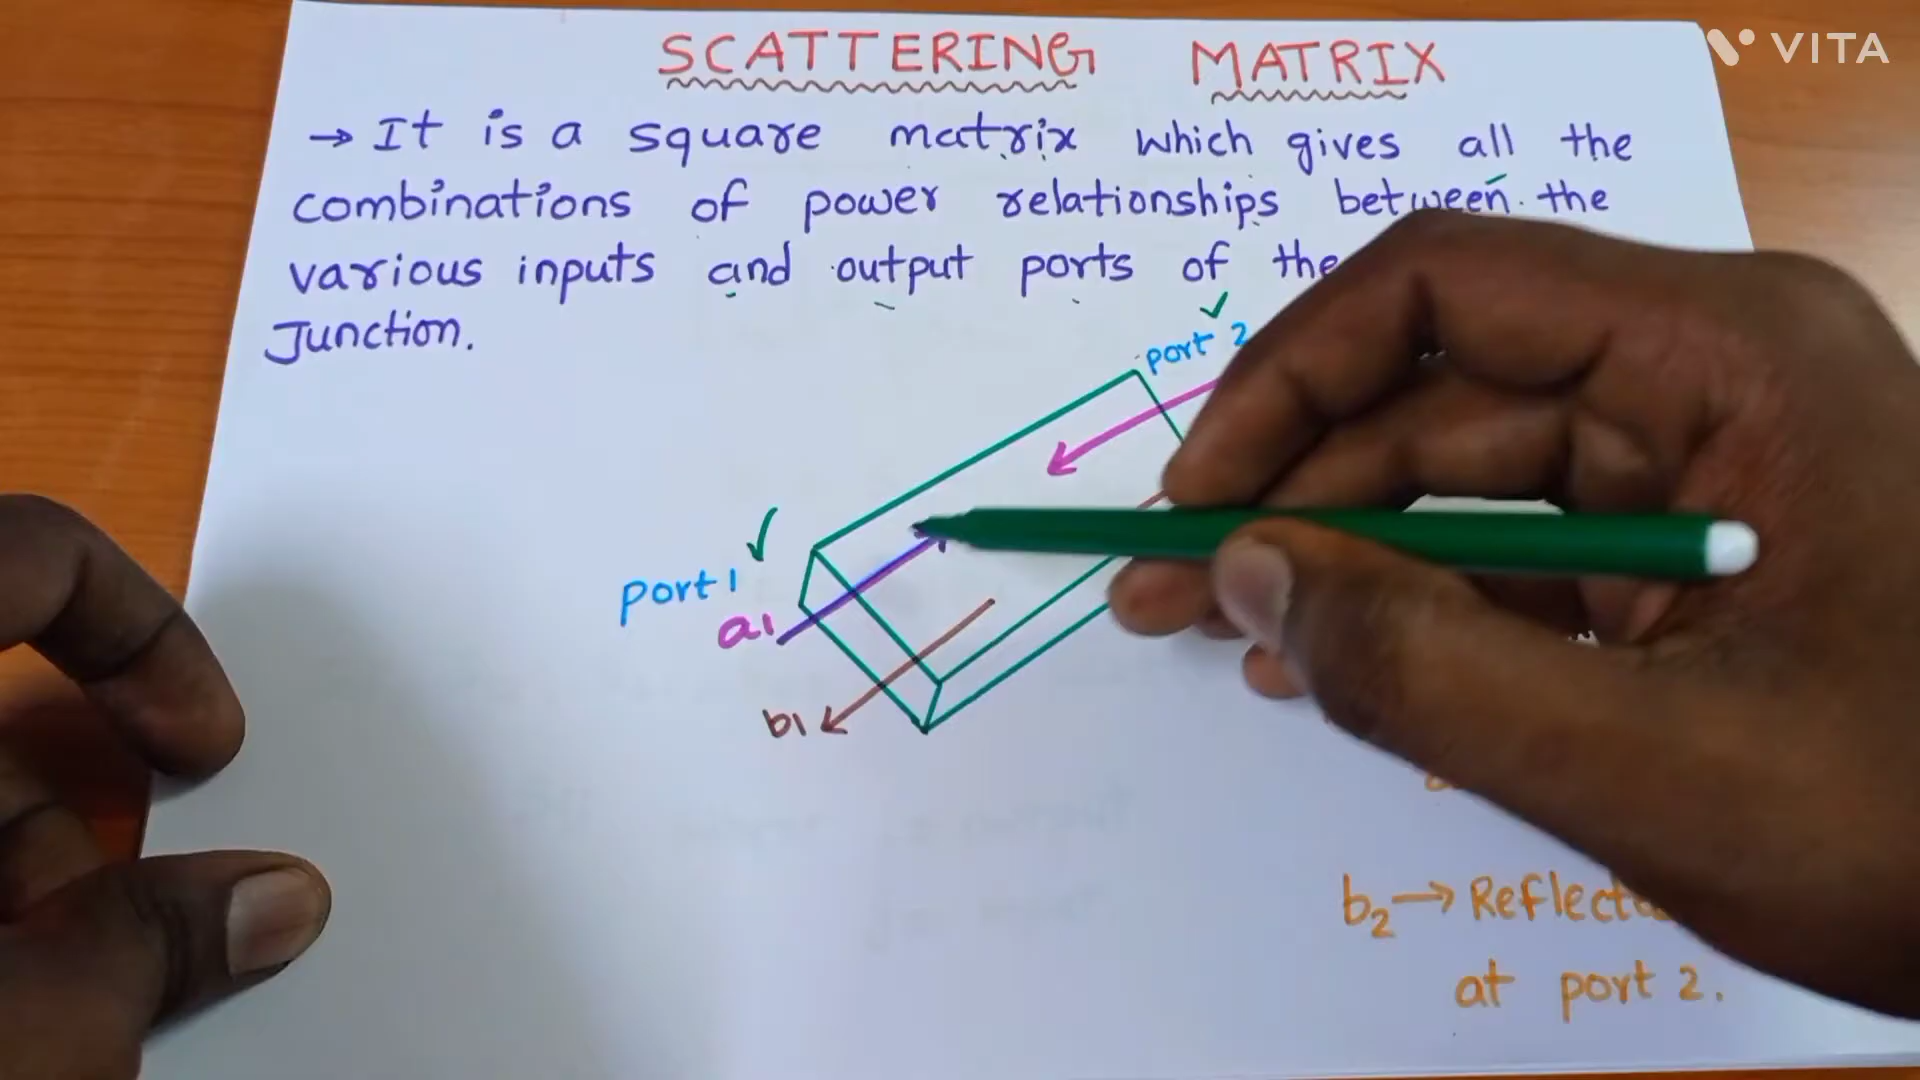 SCATTERING MATRIX
VITA
→ It is a square matrix which gives all the
combinations of power relationships between the
various inputs and output ports of the
Junction.
port 2
port 1
a1
b1
b2 → Reflect
at port 2.